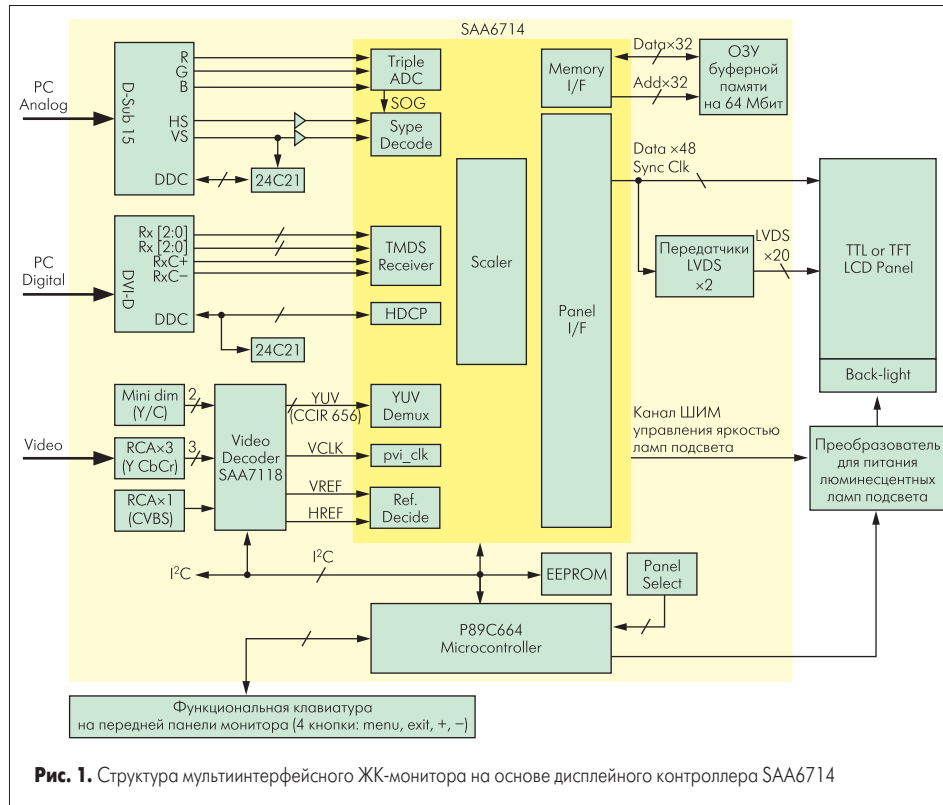 SAA6714
PC
Analog
D-Sub 15
R
G
B
HS
VS
DDC
24C21
Triple
ADC
SOG
Sype
Decode
Memory
I/F
Data×32
Add×32
ОЗУ
буферной
памяти
на 64 Мбит
PC
Digital
DVI-D
Rx [2:0]
Rx [2:0]
RxC+
RxC–
DDC
24C21
TMDS
Receiver
HDCP
Scaler
Panel
I/F
Data ×48
Sync Clk
Передатчики
LVDS
×2
LVDS
×20
TTL or TFT
LCD Panel
Back-light
Video
Mini dim
(Y/C)
2
RCA×3
(Y CbCr)
3
RCA×1
(CVBS)
Video
Decoder
SAA7118
YUV
(CCIR 656)
VCLK
VREF
HREF
YUV
Demux
pvi_clk
Ref.
Decide
Канал ШИМ
управления яркостью
ламп подсвета
Преобразователь
для питания
люминесцентных
ламп подсвета
I²C
I²C
EEPROM
Panel
Select
P89C664
Microcontroller
Функциональная клавиатура
на передней панели монитора (4 кнопки: menu, exit, +, –)
Рис. 1. Структура мультиинтерфейсного ЖК-монитора на основе дисплейного контроллера SAA6714